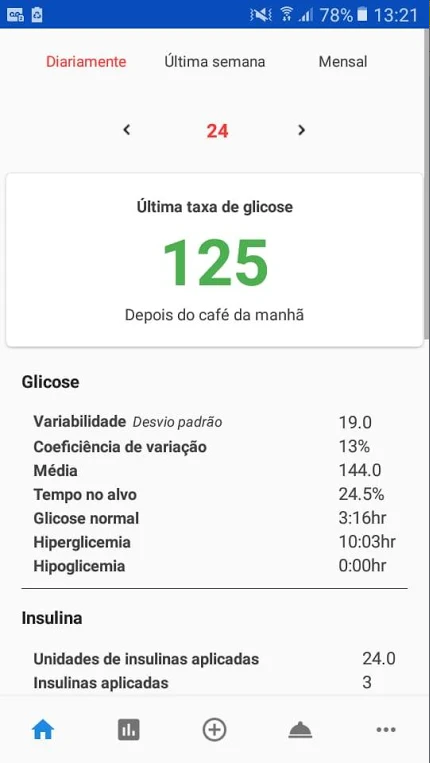 78% 13:21
Diariamente Última semana Mensal
24
Última taxa de glicose
125
Depois do café da manhã
Glicose
Variabilidade Desvio padrão 19.0
Coeficiência de variação 13%
Média 144.0
Tempo no alvo 24.5%
Glicose normal 3:16hr
Hiperglicemia 10:03hr
Hipoglicemia 0:00hr
Insulina
Unidades de insulinas aplicadas 24.0
Insulinas aplicadas 3